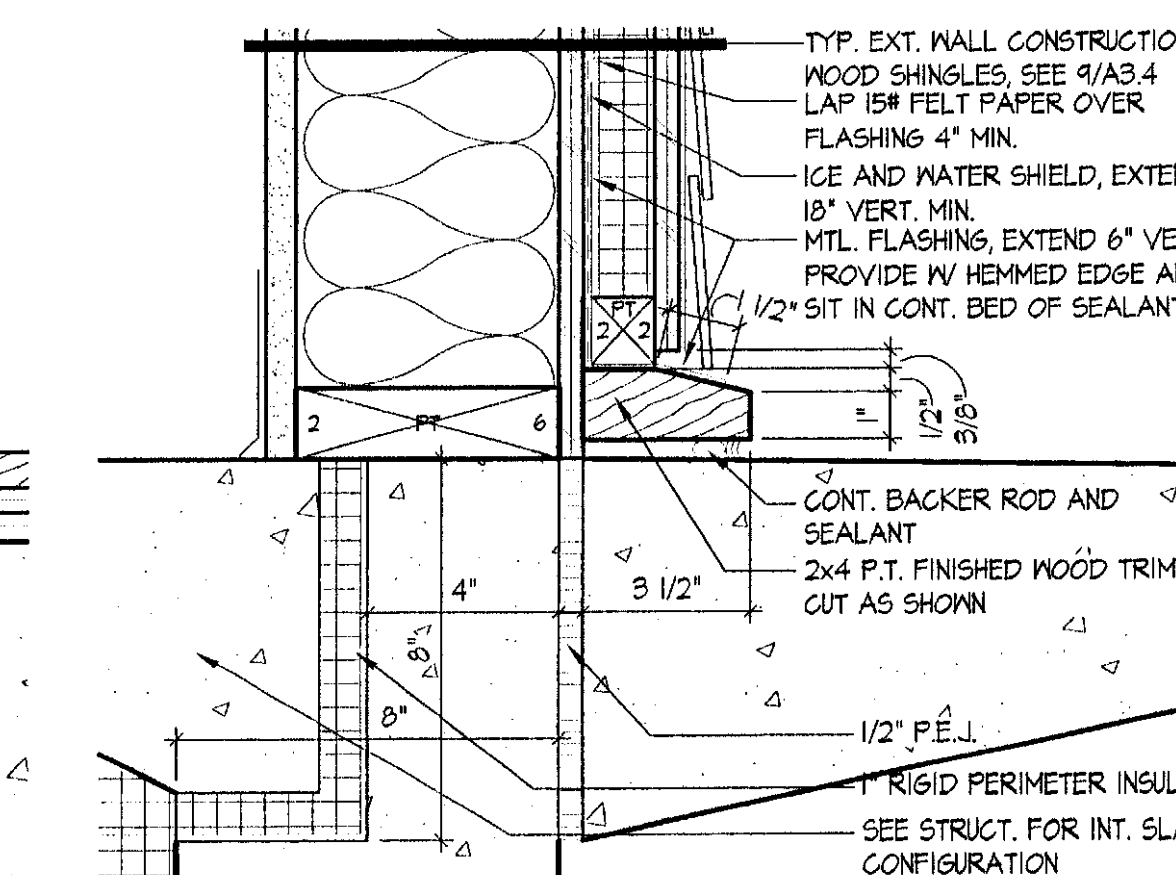 TYP. EXT. WALL CONSTRUCTIO
WOOD SHINGLES, SEE 9/A3.4
LAP 15# FELT PAPER OVER
FLASHING 4" MIN.
ICE AND WATER SHIELD, EXTE
18" VERT. MIN.
MTL. FLASHING, EXTEND 6" VE
PROVIDE W/ HEMMED EDGE A
1/2" SIT IN CONT. BED OF SEALANT
PT
2 2
1"
1/2"
3/8"
2 PT 6
CONT. BACKER ROD AND
SEALANT
2x4 P.T. FINISHED WOOD TRIM
CUT AS SHOWN
4"
3 1/2"
8"
8"
1/2" P.E.J.
1" RIGID PERIMETER INSUL
SEE STRUCT. FOR INT. SLA
CONFIGURATION